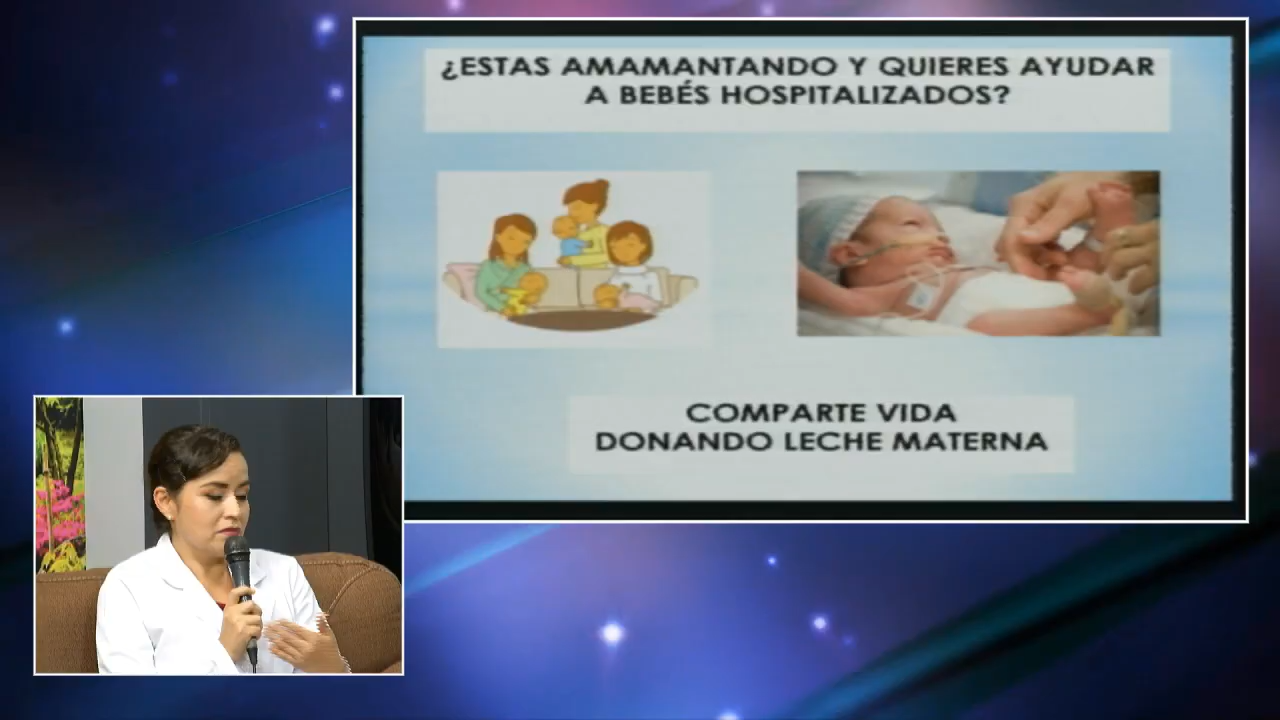 ¿ESTAS AMAMANTANDO Y QUIERES AYUDAR
A BEBÉS HOSPITALIZADOS?
COMPARTE VIDA
DONANDO LECHE MATERNA